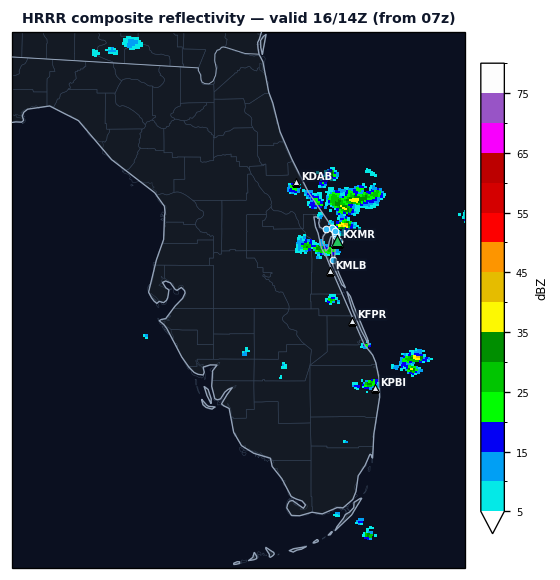 HRRR composite reflectivity — valid 16/14Z (from 07z)
KDAB
KXMR
KMLB
KFPR
KPBI
75
65
55
45
35
25
15
5
dBZ